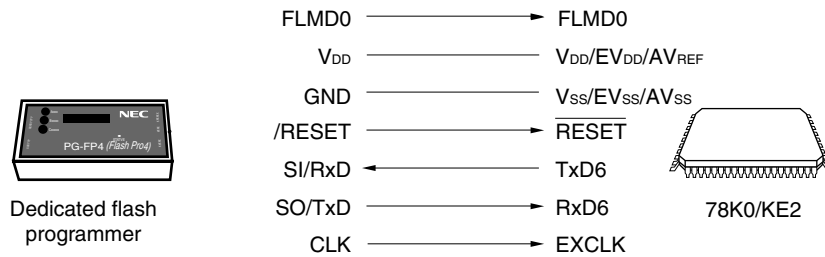 FLMD0 FLMD0
VDD VDD/EVDD/AVREF
GND VSS/EVSS/AVSS
/RESET RESET
SI/RxD TxD6
SO/TxD RxD6
CLK EXCLK
NEC
PG-FP4 (Flash Pro4)
Dedicated flash
programmer
78K0/KE2